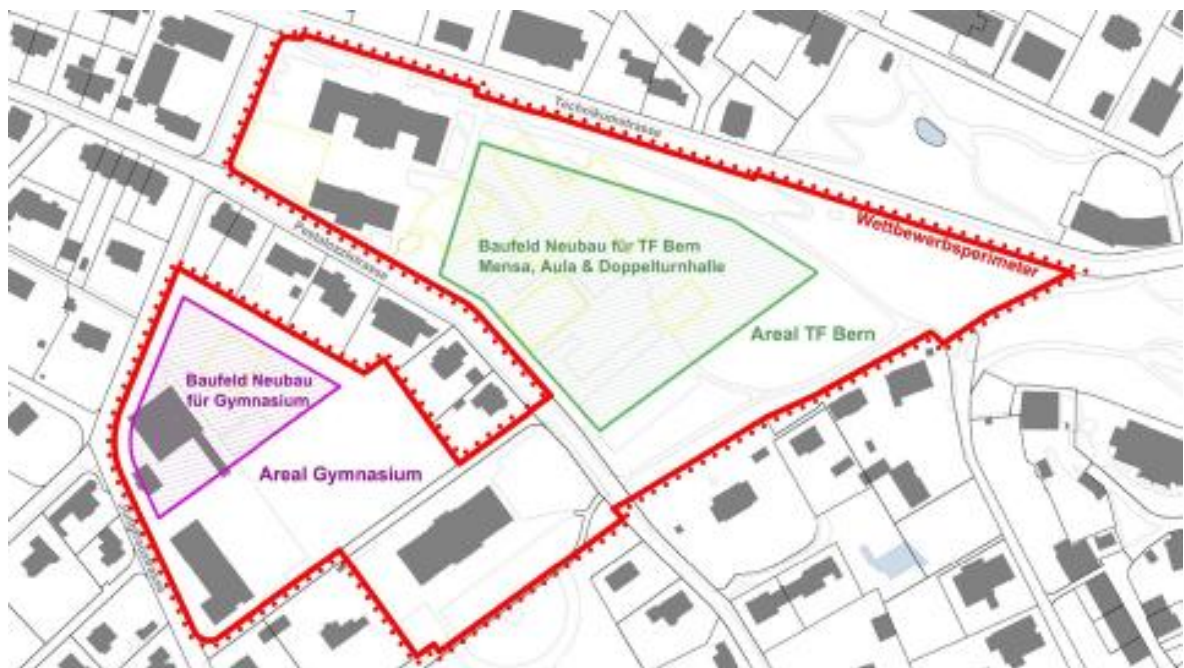 Technikumstrasse
Wettbewerbsperimeter
Pestalozzistrasse
Baufeld Neubau für TF Bern
Mensa, Aula & Doppelturnhalle
Areal TF Bern
Baufeld Neubau
für Gymnasium
Areal Gymnasium